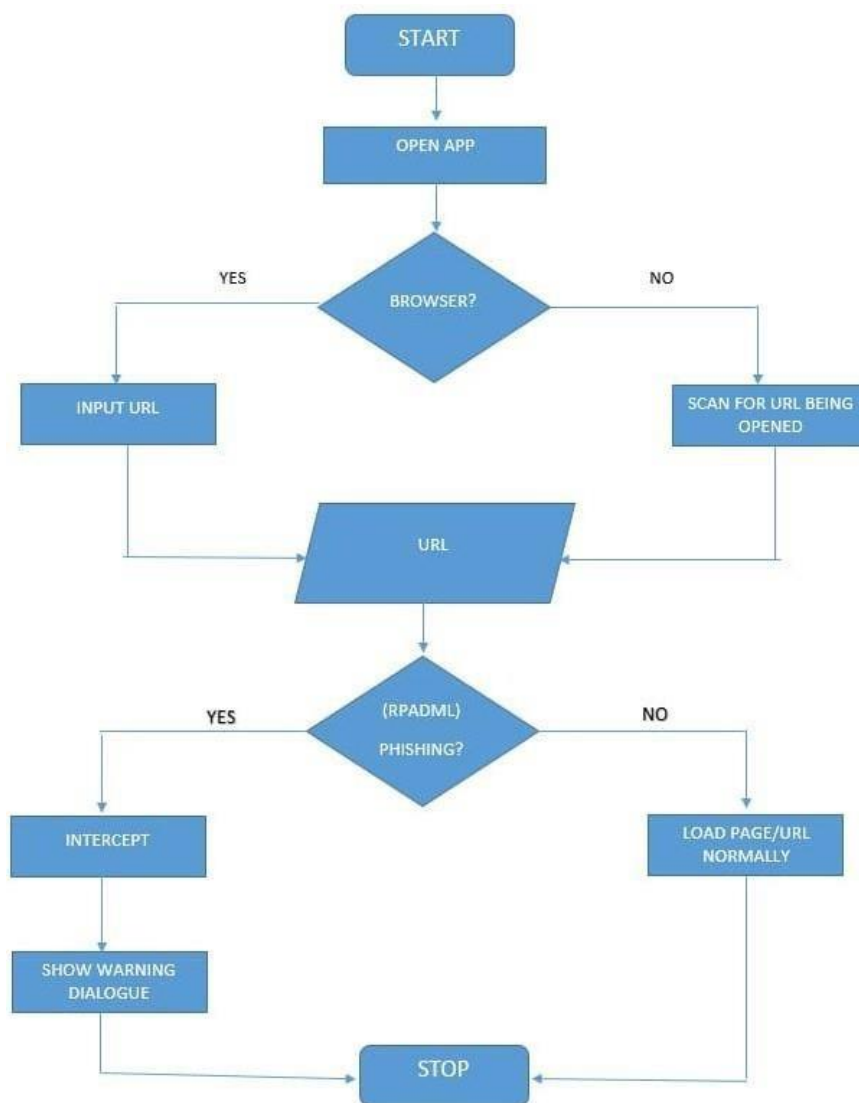 START
OPEN APP
YES
NO
BROWSER?
INPUT URL
SCAN FOR URL BEING
OPENED
URL
(RPADML)
PHISHING?
YES
NO
INTERCEPT
LOAD PAGE/URL
NORMALLY
SHOW WARNING
DIALOGUE
STOP